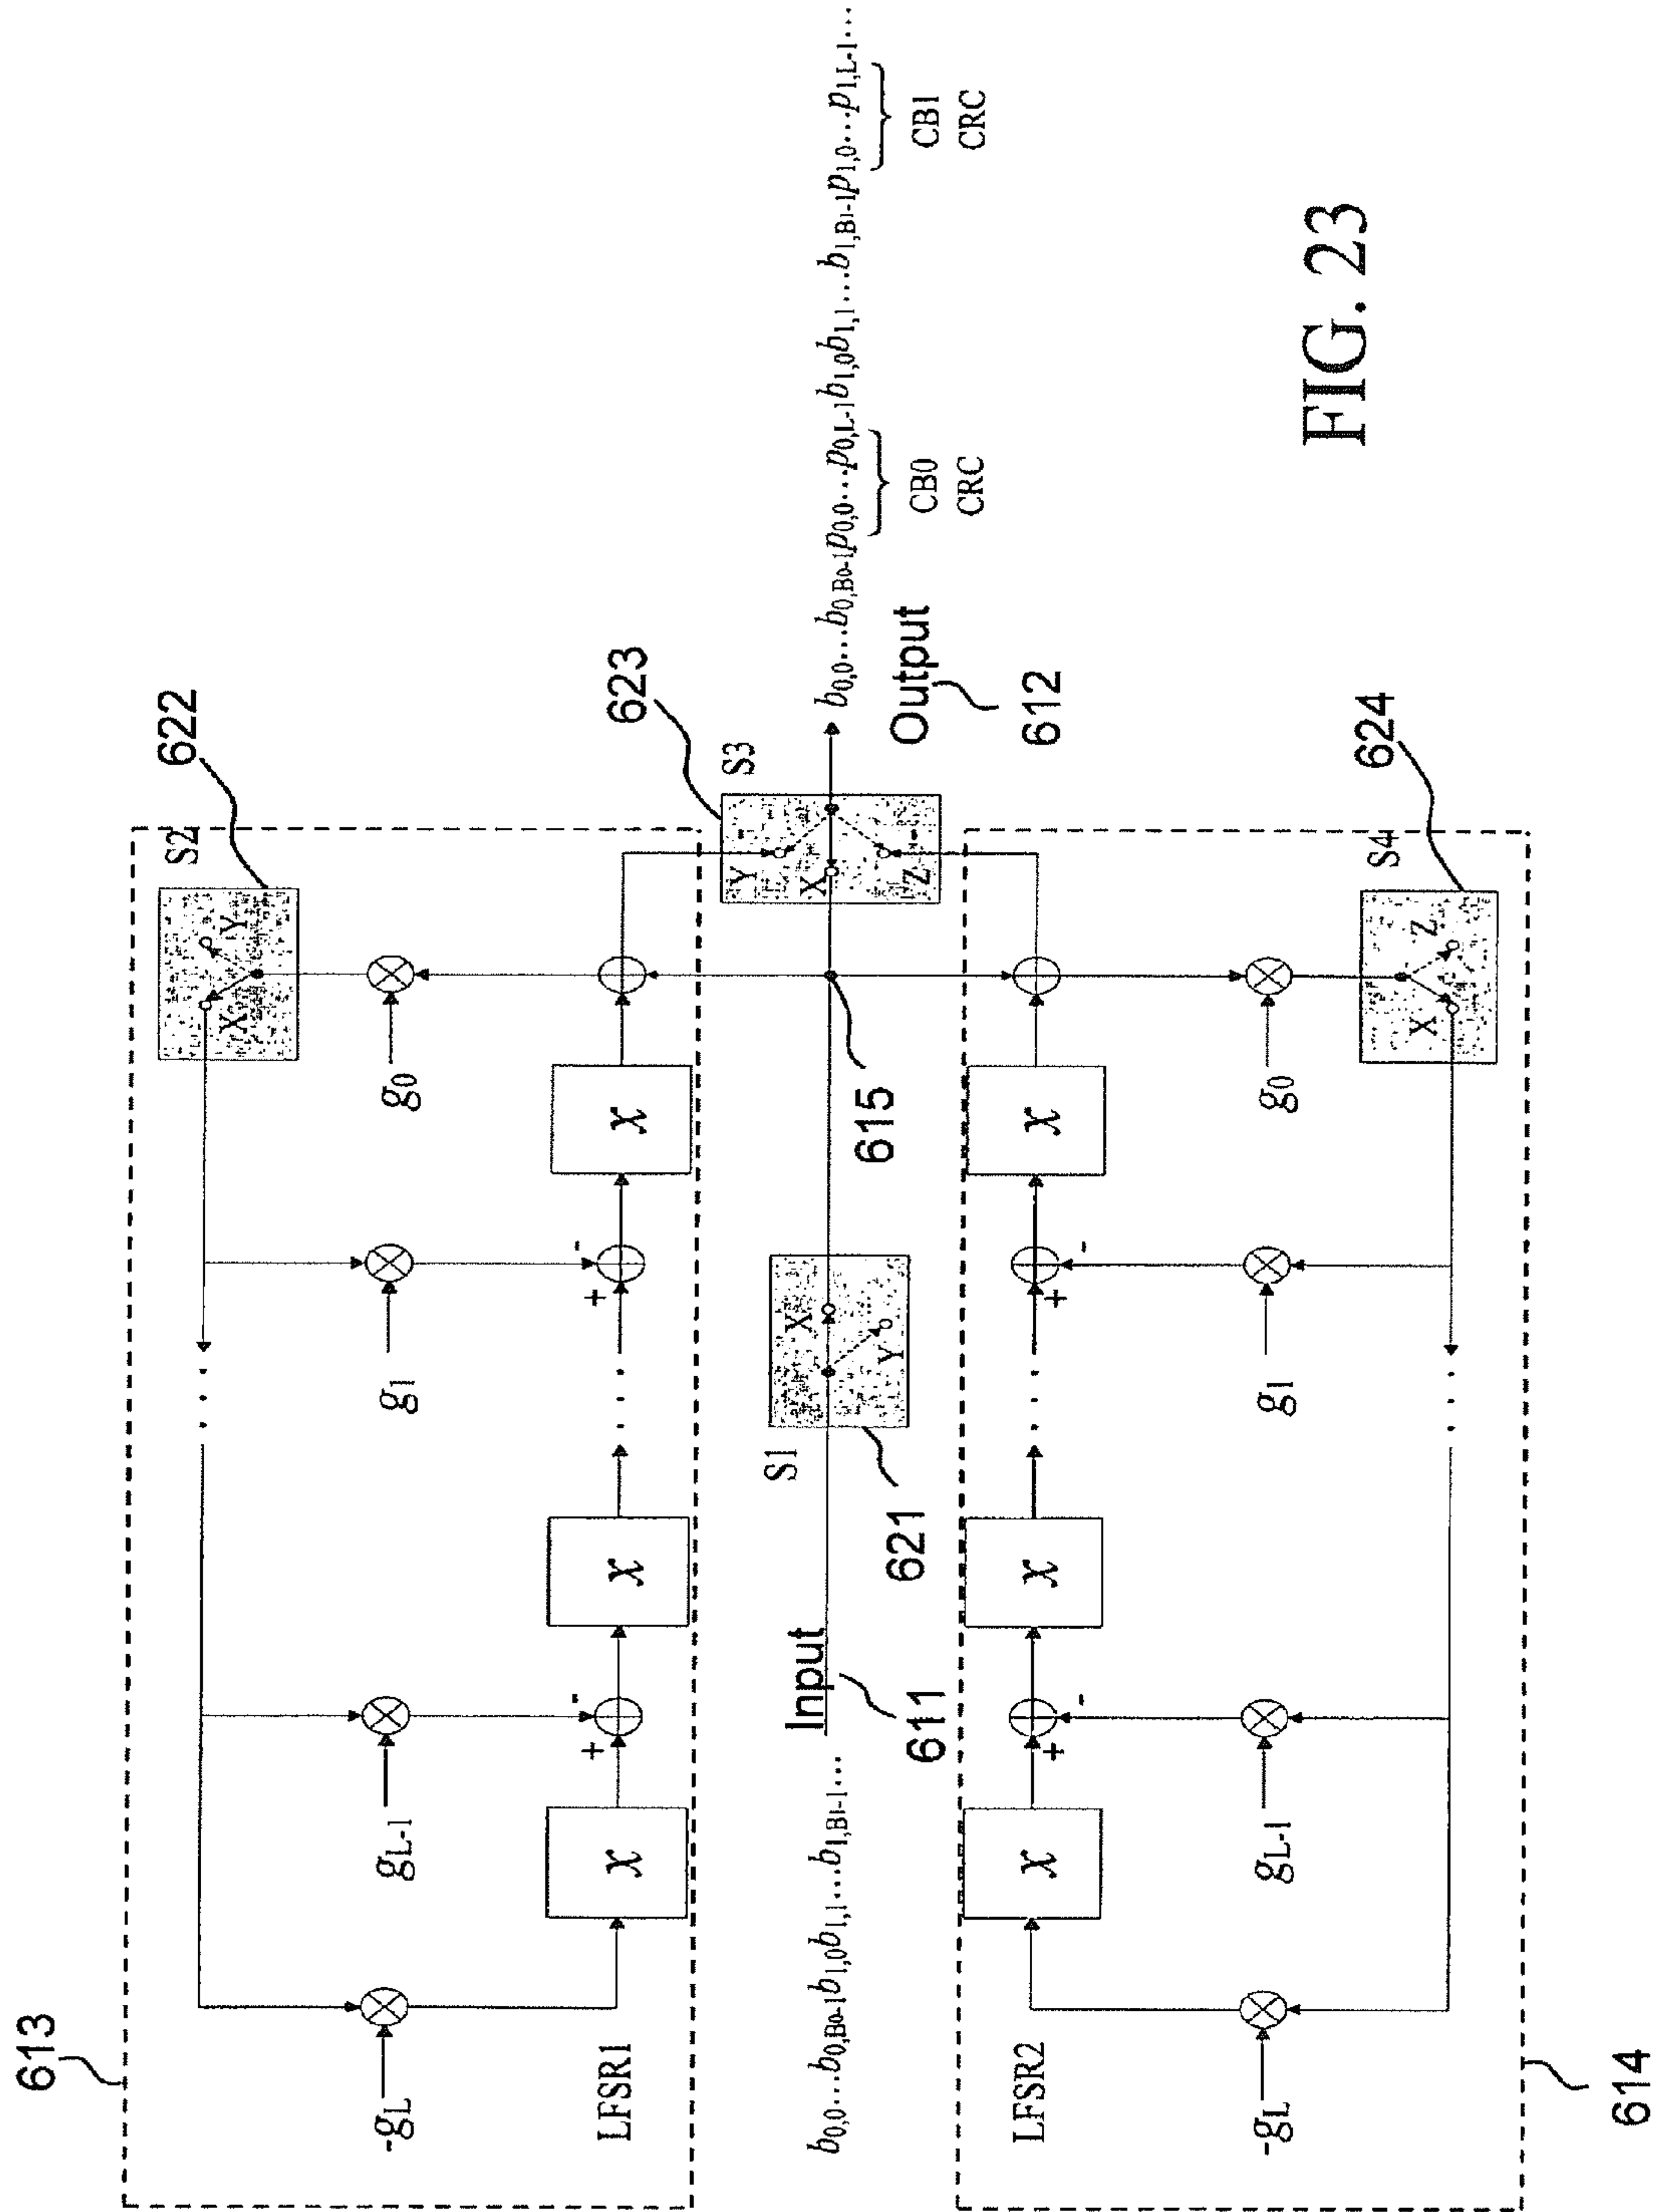 613
S2
622
X
Y
g0
g1
gL-1
-gL
x
x
x
LFSR1
S3
623
Y
-
X
Z
-
-
+
-
+
b0,0...b0,B0-1b1,0b1,1...b1,B1-1...
Input
611
S1
X
Y
621
615
Output
612
b0,0...b0,B0-1p0,0...p0,L-1b1,0b1,1...b1,B1-1p1,0...p1,L-1...
CB0
CRC
CB1
CRC
LFSR2
x
x
x
+
-
+
-
-gL
gL-1
g1
g0
S4
X
Z
624
614
FIG. 23